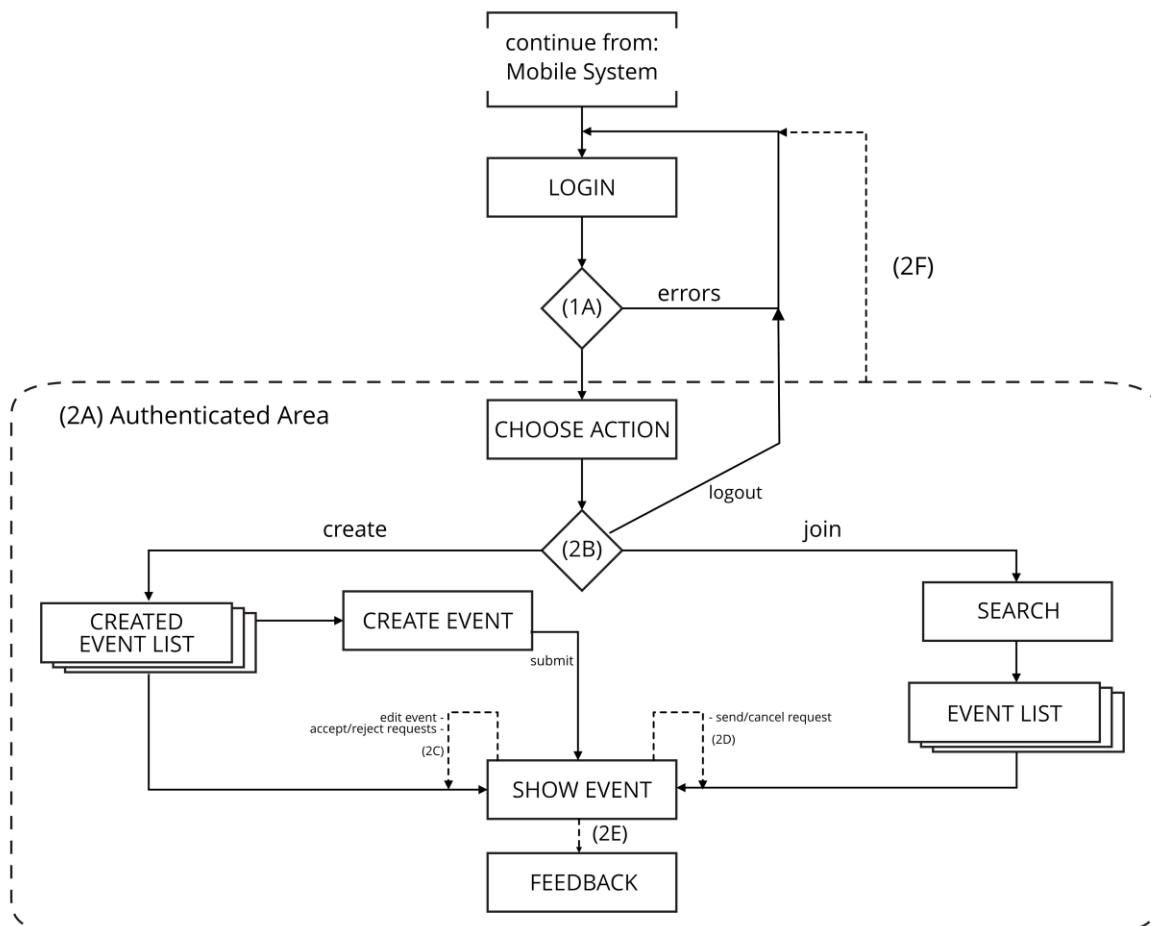 continue from:
Mobile System
LOGIN
(1A)
errors
(2F)
(2A) Authenticated Area
CHOOSE ACTION
logout
create
(2B)
join
CREATED
EVENT LIST
CREATE EVENT
submit
SEARCH
EVENT LIST
edit event -
accept/reject requests -
(2C)
- send/cancel request
(2D)
SHOW EVENT
(2E)
FEEDBACK